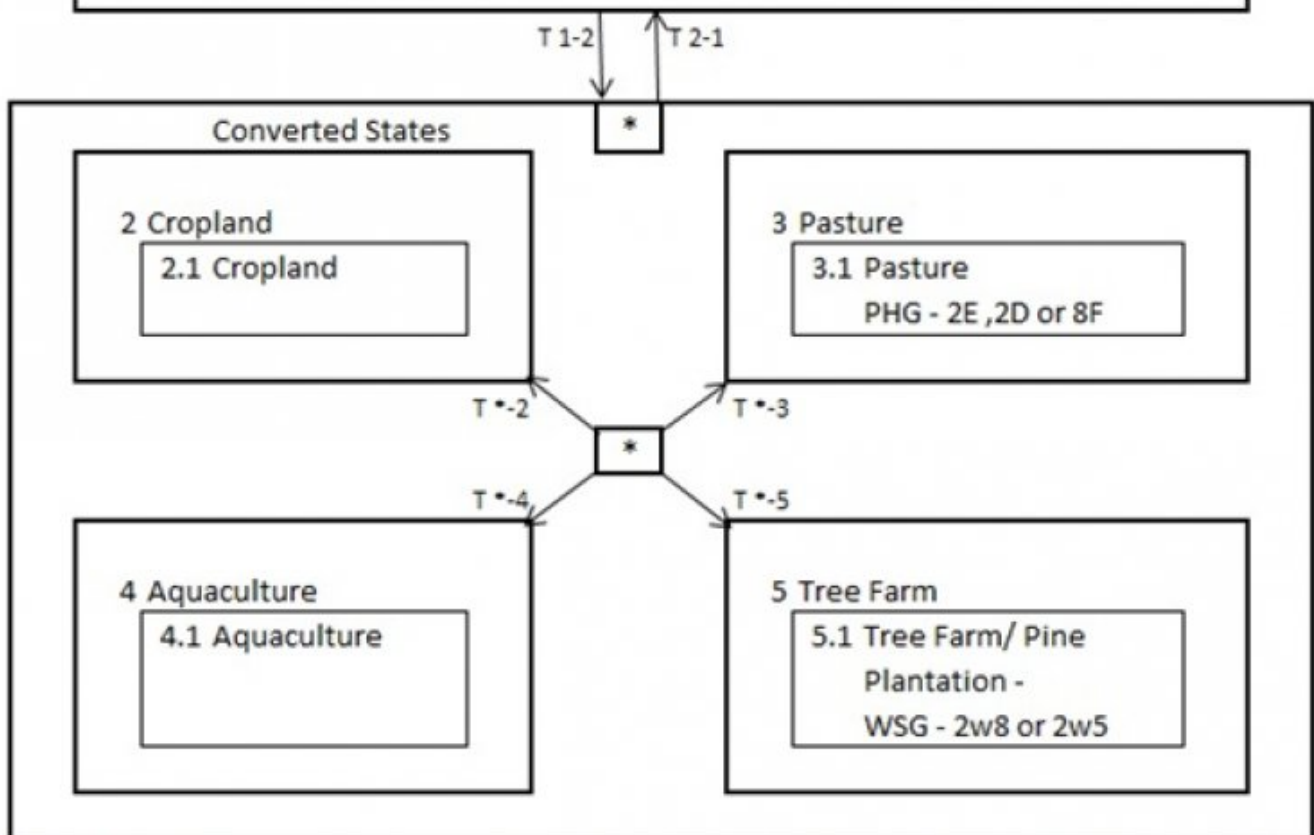 T 1-2
T 2-1
*
Converted States
2 Cropland
2.1 Cropland
3 Pasture
3.1 Pasture
PHG - 2E ,2D or 8F
T *-2
T *-3
*
T *-4
T *-5
4 Aquaculture
4.1 Aquaculture
5 Tree Farm
5.1 Tree Farm/ Pine
Plantation -
WSG - 2w8 or 2w5